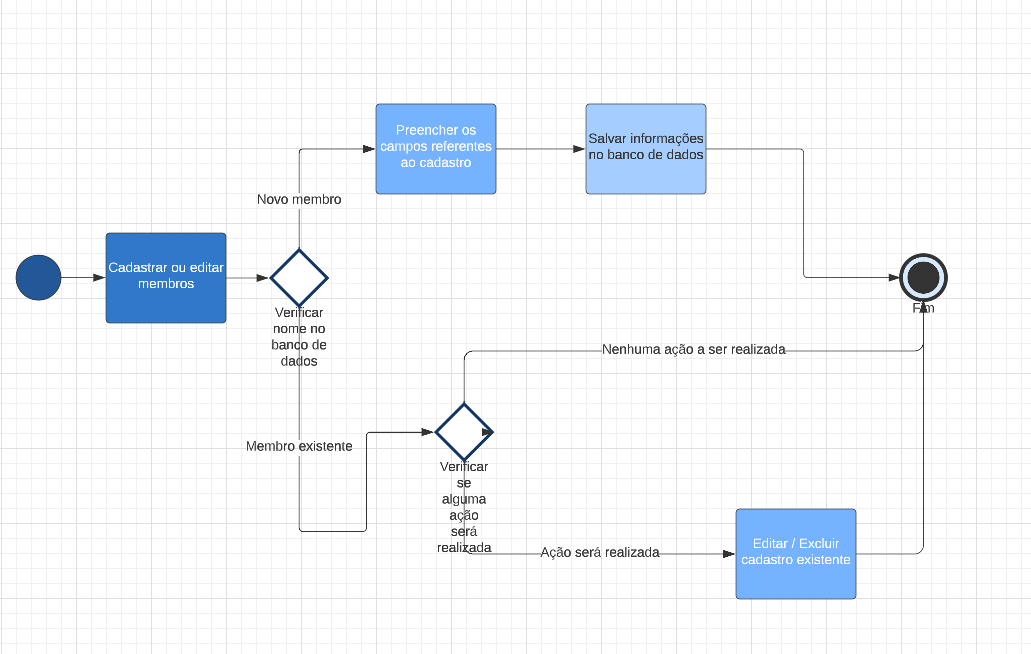 Preencher os
campos referentes
ao cadastro
Salvar informações
no banco de dados
Novo membro
Cadastrar ou editar
membros
Verificar
nome no
banco de
dados
Fim
Nenhuma ação a ser realizada
Membro existente
Verificar
se
alguma
ação
será
realizada
Ação será realizada
Editar / Excluir
cadastro existente